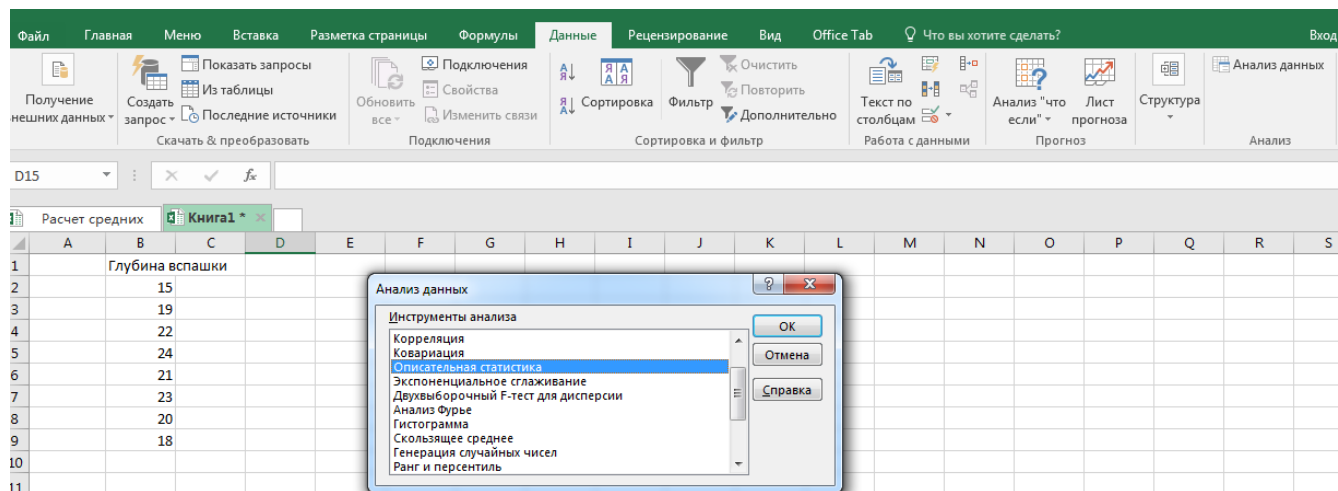 Файл Главная Меню Вставка Разметка страницы Формулы Данные Рецензирование Вид Office Tab Что вы хотите сделать? Вход
Получение
нешних данных
Создать
запрос
Показать запросы
Из таблицы
Последние источники
Скачать & преобразовать
Обновить
все
Подключения
Свойства
Изменить связи
Подключения
Сортировка
Фильтр
Очистить
Повторить
Дополнительно
Сортировка и фильтр
Текст по
столбцам
Работа с данными
Анализ "что
если"
Лист
прогноза
Прогноз
Структура
Анализ данных
Анализ
D15 fx
Расчет средних Книга1 *
A B C D E F G H I J K L M N O P Q R S
1 Глубина вспашки
2 15
3 19
4 22
5 24
6 21
7 23
8 20
9 18
10
11
Анализ данных
Инструменты анализа
Корреляция
Ковариация
Описательная статистика
Экспоненциальное сглаживание
Двухвыборочный F-тест для дисперсии
Анализ Фурье
Гистограмма
Скользящее среднее
Генерация случайных чисел
Ранг и персентиль
ОК
Отмена
Справка